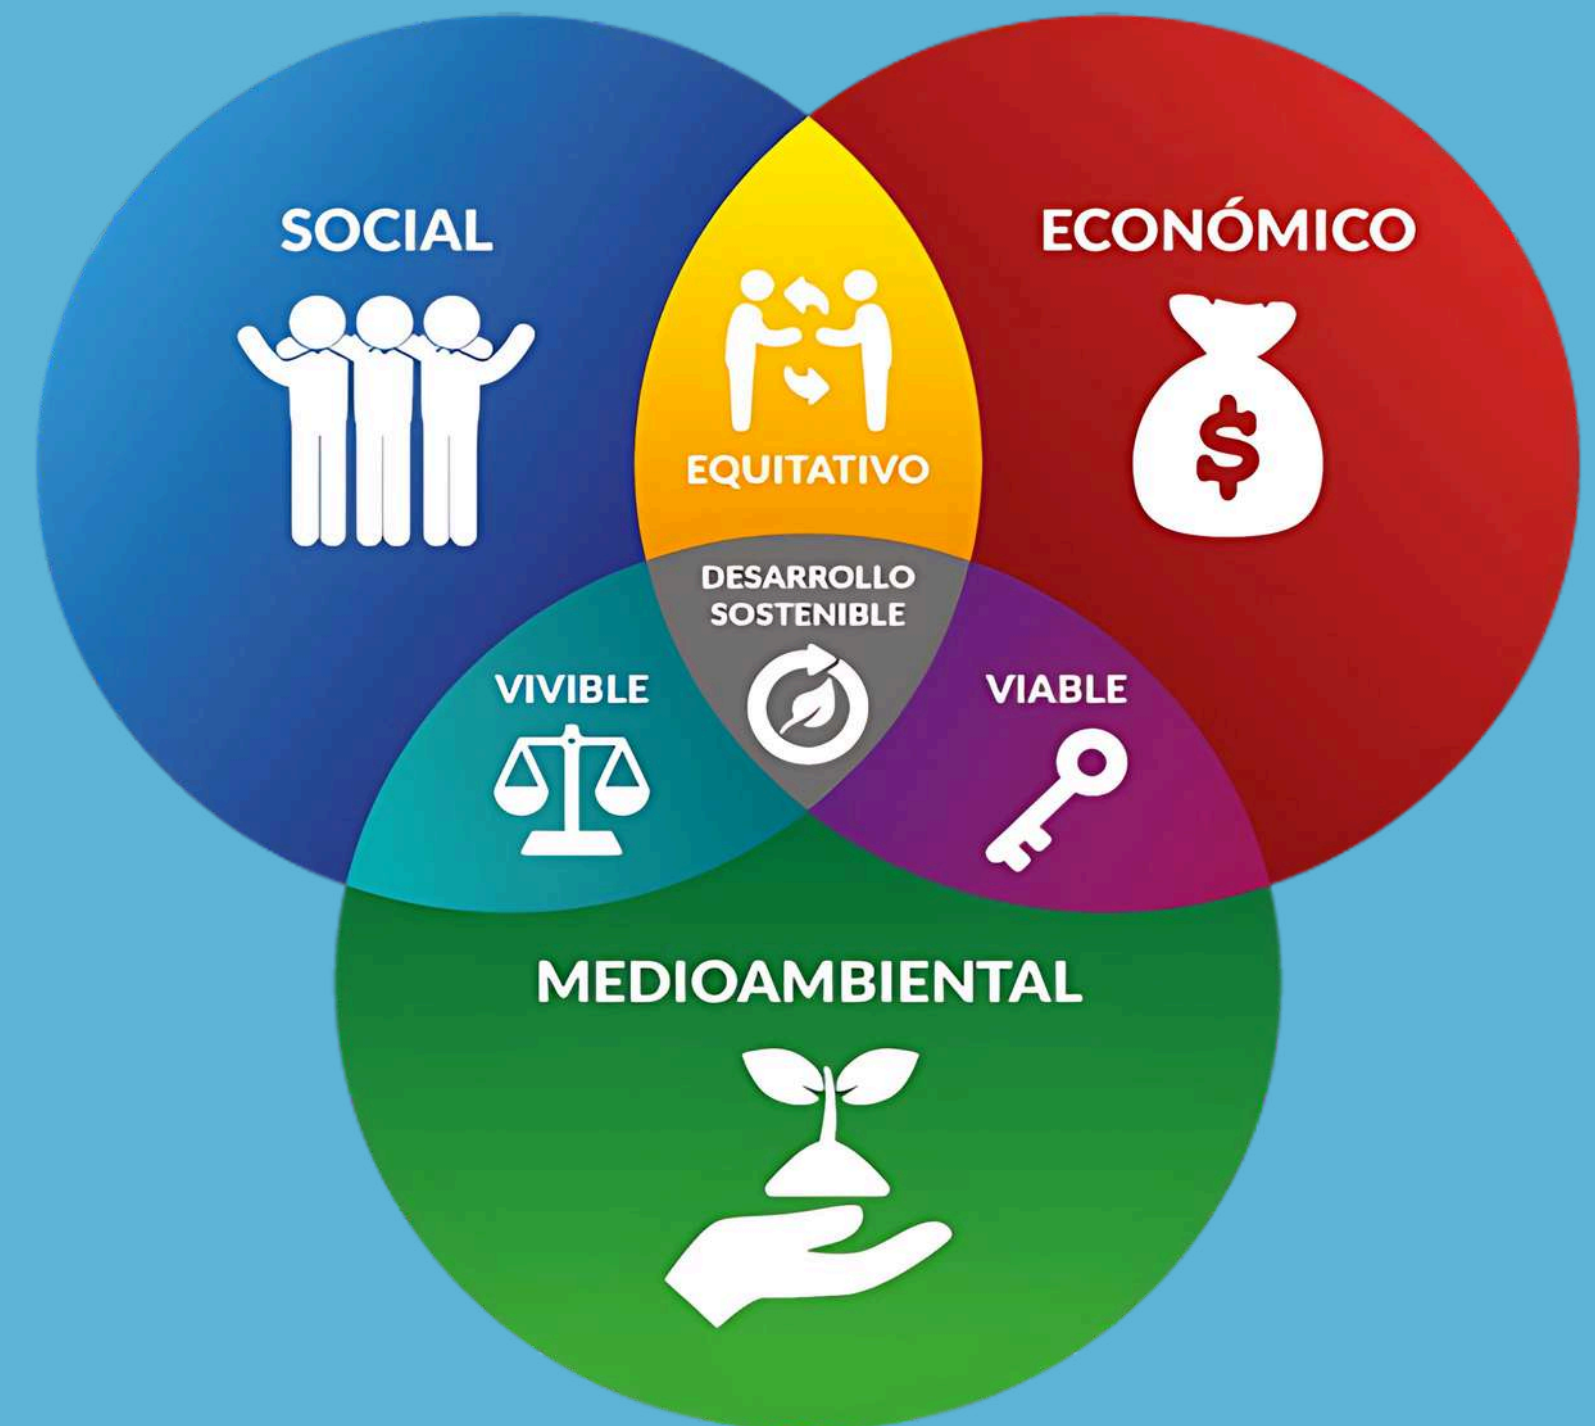 SOCIAL
ECONÓMICO
$
EQUITATIVO
DESARROLLO
SOSTENIBLE
VIVIBLE
VIABLE
MEDIOAMBIENTAL